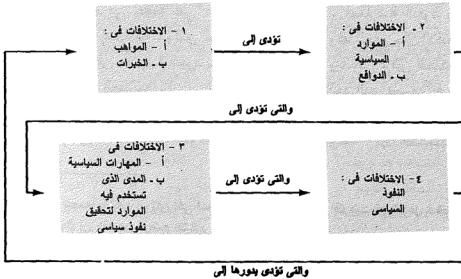 ١ - الاختلافات فى :
أ - المواهب
ب - الخبرات
تؤدى إلى
٢ - الاختلافات فى :
أ - الموارد
السياسية
ب - الدوافع
والتى تؤدى إلى
٣ - الاختلافات فى
أ - المهارات السياسية
ب - المدى الذى
تستخدم فيه
الموارد لتحقيق
نفوذ سياسى
والتى تؤدى إلى
٤ - الاختلافات فى :
النفوذ
السياسى
والتى تؤدى بدورها إلى